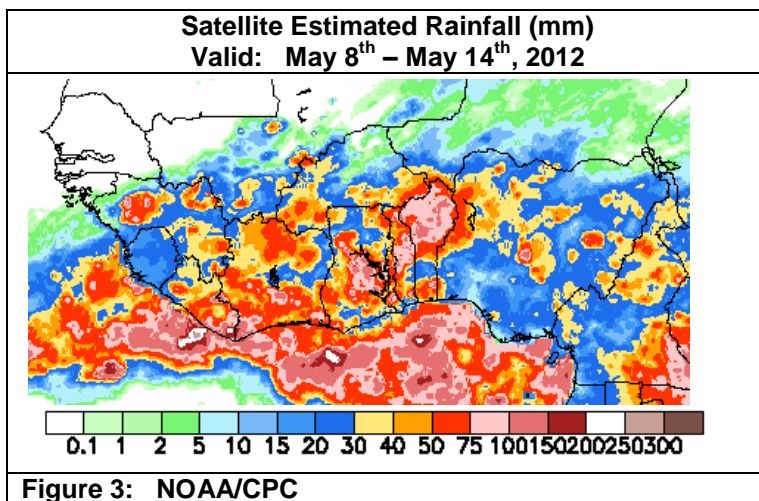 Satellite Estimated Rainfall (mm)
Valid: May 8th – May 14th, 2012
0.1 1 2 5 10 15 20 30 40 50 75 100150200250300
Figure 3: NOAA/CPC